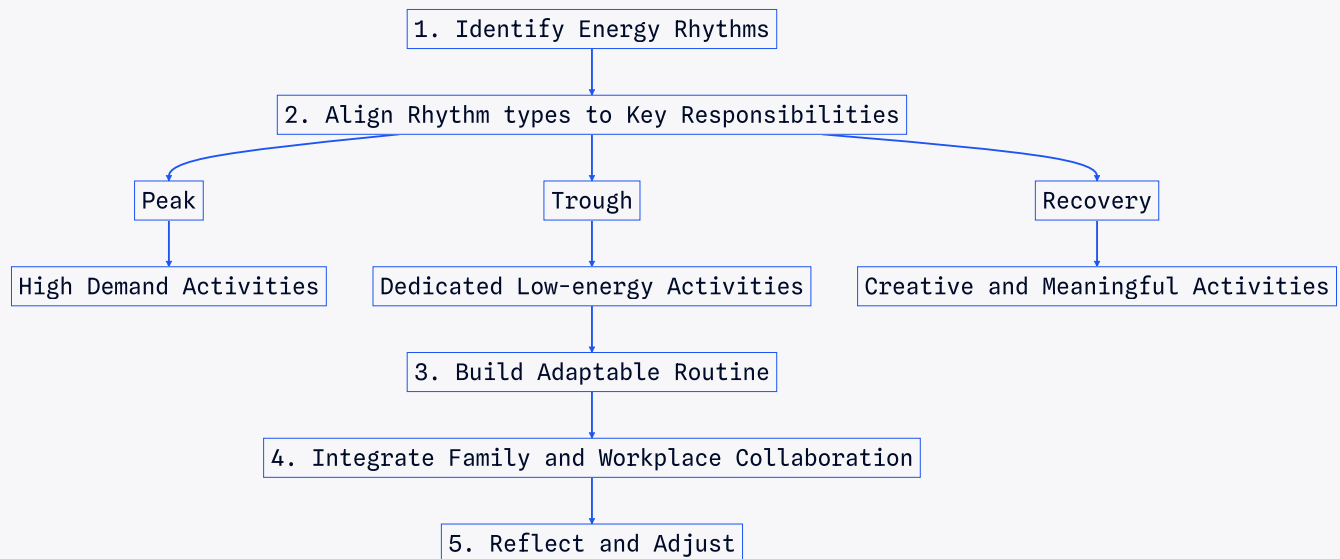 1. Identify Energy Rhythms
2. Align Rhythm types to Key Responsibilities
Peak
Trough
Recovery
High Demand Activities
Dedicated Low-energy Activities
Creative and Meaningful Activities
3. Build Adaptable Routine
4. Integrate Family and Workplace Collaboration
5. Reflect and Adjust